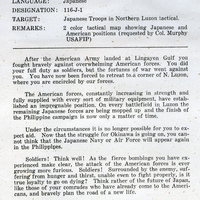 LANGUAGE: Japanese
DESIGNATION: 116-J-1
TARGET: Japanese Troops in Northern Luzon tactical.
REMARKS: 2 color tactical map showing Japanese and
American positions (requested by Col. Murphy
USAFIP)
After the American Army landed at Lingayen Gulf you
fought bravely against overwhelming American forces. You did
your full duty as soldiers, but the fortunes of war went against
you. You have now been forced to retreat to a corner of N. Luzon,
where you are encircled by our forces.
The American forces, constantly increasing in strength and
fully supplied with every sort of military equipment have estab-
lished an impregnable position. On every battlefield in Luzon the
remaining Japanese forces are being mopped up and the finish of
the Philippine campaign is now only a matter of time.
Under the circumstances it is no longer possible for you to ex-
pect aid. Now that the struggle for Okinawa is going on, you can-
not think that the Japanese Navy or Air Force will appear again
in the Philippines.
Soldiers! Think well! As the fierce bombings you have ex-
perienced make clear, the attack of the American forces is ever
growing more furious. Soldiers! Surrounded by the enemy, suf-
fering from hunger and thirst, unable even to fight properly, is it
true loyalty to go on dying? Think rather of the future of Japan,
like those of your comrades who have already come to the Ameri-
cans, and bravely plan the road of a new life.